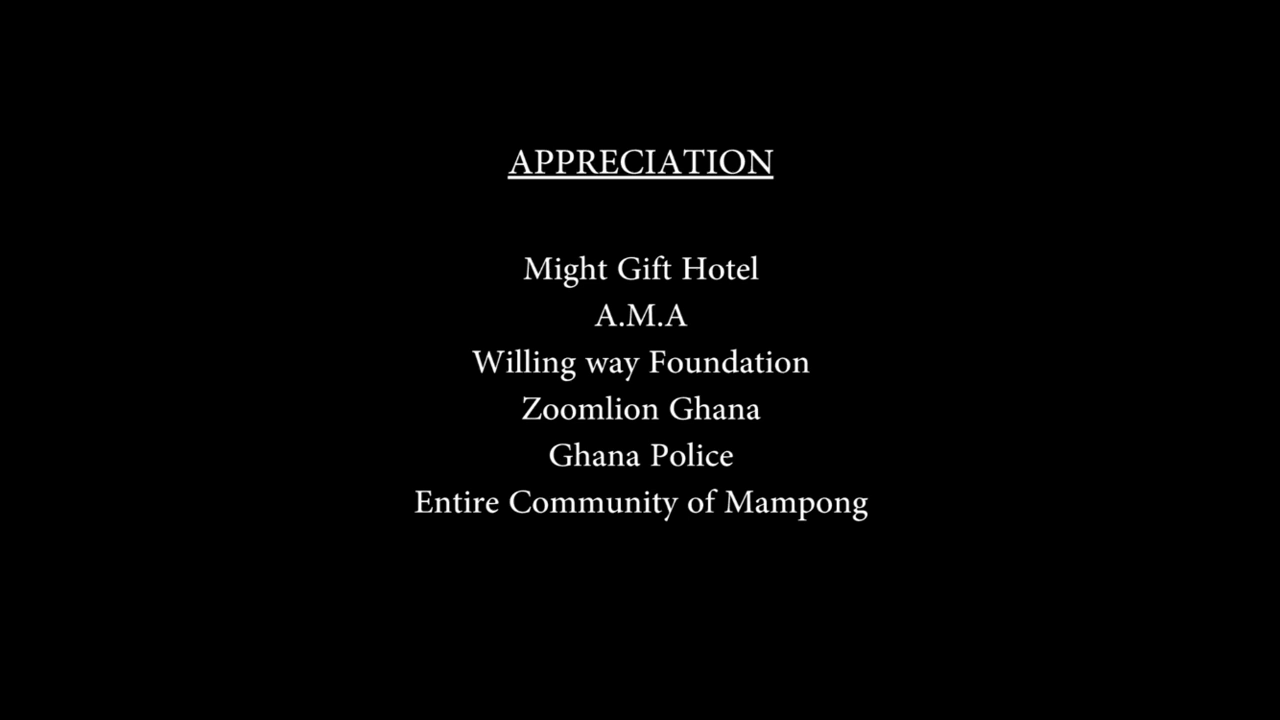 APPRECIATION
Might Gift Hotel
A.M.A
Willing way Foundation
Zoomlion Ghana
Ghana Police
Entire Community of Mampong